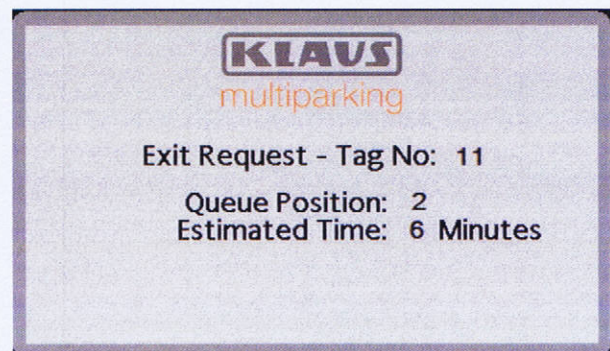 KLAUS
multiparking
Exit Request - Tag No: 11
Queue Position: 2
Estimated Time: 6 Minutes